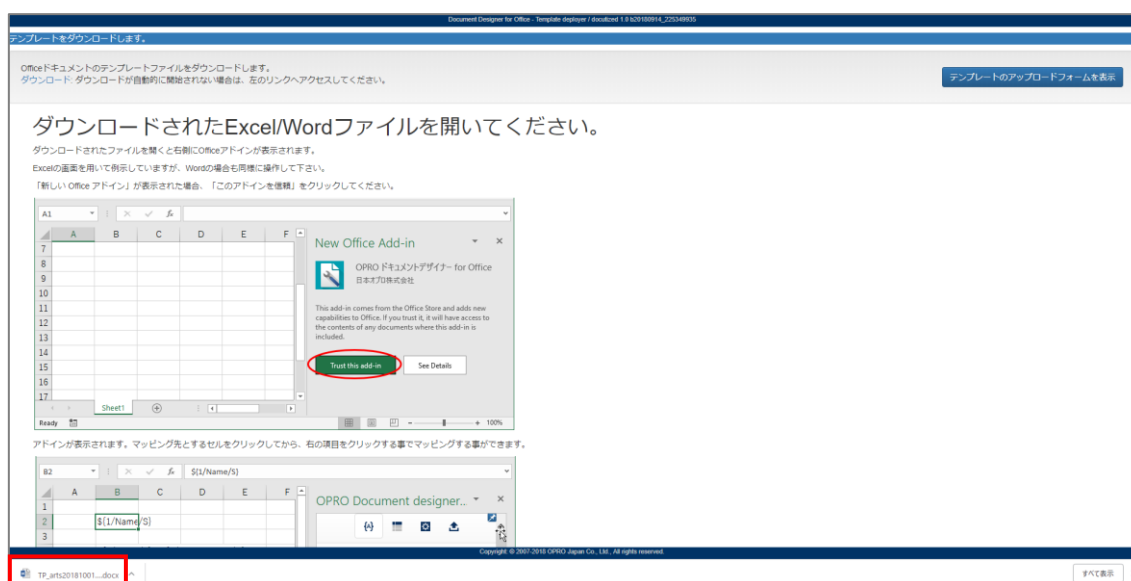 Document Designer for Office - Template deployer / docutized 1.0 b20180914_225349935
テンプレートをダウンロードします。
Officeドキュメントのテンプレートファイルをダウンロードします。
ダウンロード: ダウンロードが自動的に開始されない場合は、左のリンクへアクセスしてください。
テンプレートのアップロードフォームを表示
ダウンロードされたExcel/Wordファイルを開いてください。
ダウンロードされたファイルを開くと右側にOfficeアドインが表示されます。
Excelの画面を用いて例示していますが、Wordの場合も同様に操作して下さい。
「新しい Office アドイン」が表示された場合、「このアドインを信頼」をクリックしてください。
A1
A B C D E F
7
8
9
10
11
12
13
14
15
16
17
New Office Add-in
OPRO ドキュメントデザイナー for Office
日本オプロ株式会社
This add-in comes from the Office Store and adds new
capabilities to Office. If you trust it, it will have access to
the contents of any documents where this add-in is
included.
Trust this add-in See Details
Sheet1
Ready 100%
アドインが表示されます。マッピング先とするセルをクリックしてから、右の項目をクリックする事でマッピングする事ができます。
B2 ${1/Name/S}
A B C D E F
1
2 ${1/Name/S}
3
OPRO Document designer..
Copyright © 2007-2018 OPRO Japan Co., Ltd., All rights reserved.
TP_arts20181001....docx
すべて表示